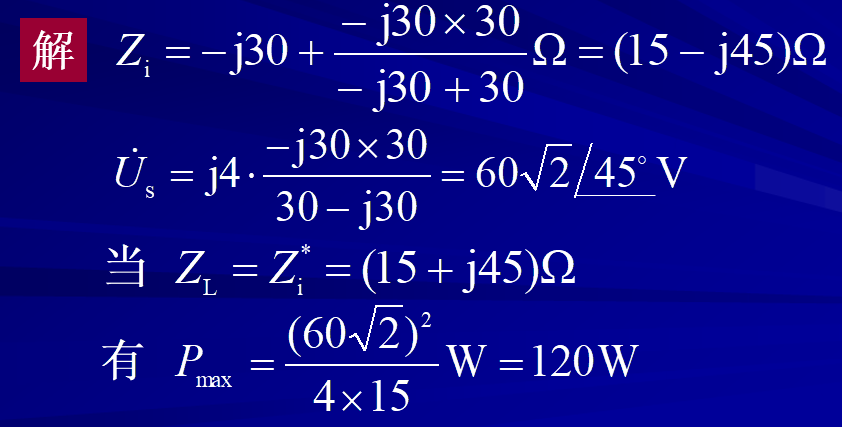 解 Z_i = −j30 + (−j30 × 30)/(−j30 + 30) Ω = (15 − j45)Ω
U̇_s = j4 · (−j30 × 30)/(30 − j30) = 60√2 /45° V
当 Z_L = Z_i^* = (15 + j45)Ω
有 P_max = (60√2)²/(4 × 15) W = 120W